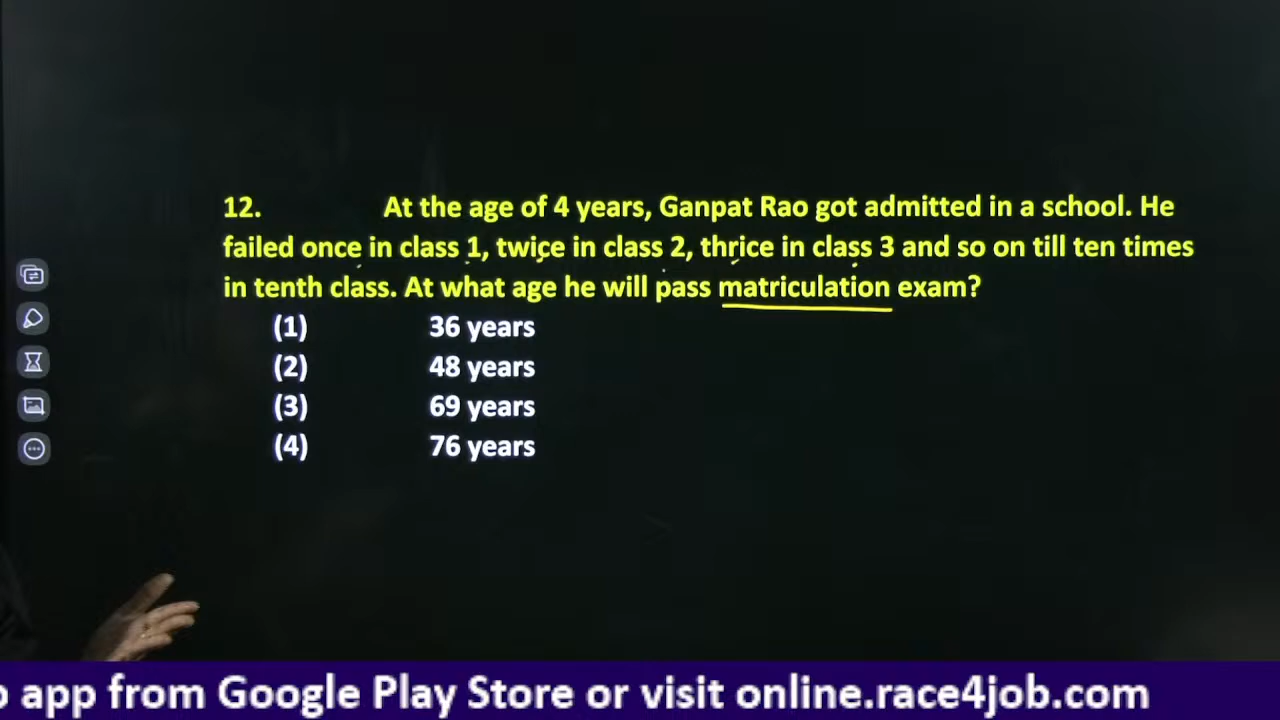 12. At the age of 4 years, Ganpat Rao got admitted in a school. He
failed once in class 1, twice in class 2, thrice in class 3 and so on till ten times
in tenth class. At what age he will pass matriculation exam?
(1) 36 years
(2) 48 years
(3) 69 years
(4) 76 years
app from Google Play Store or visit online.race4job.com